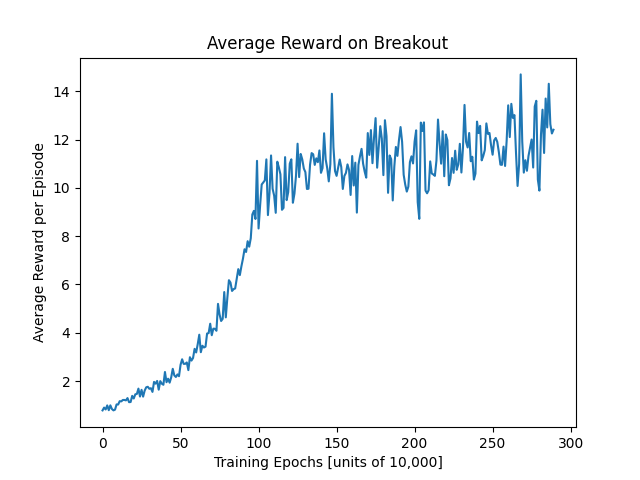 Average Reward on Breakout
Average Reward per Episode
14
12
10
8
6
4
2
0 50 100 150 200 250 300
Training Epochs [units of 10,000]